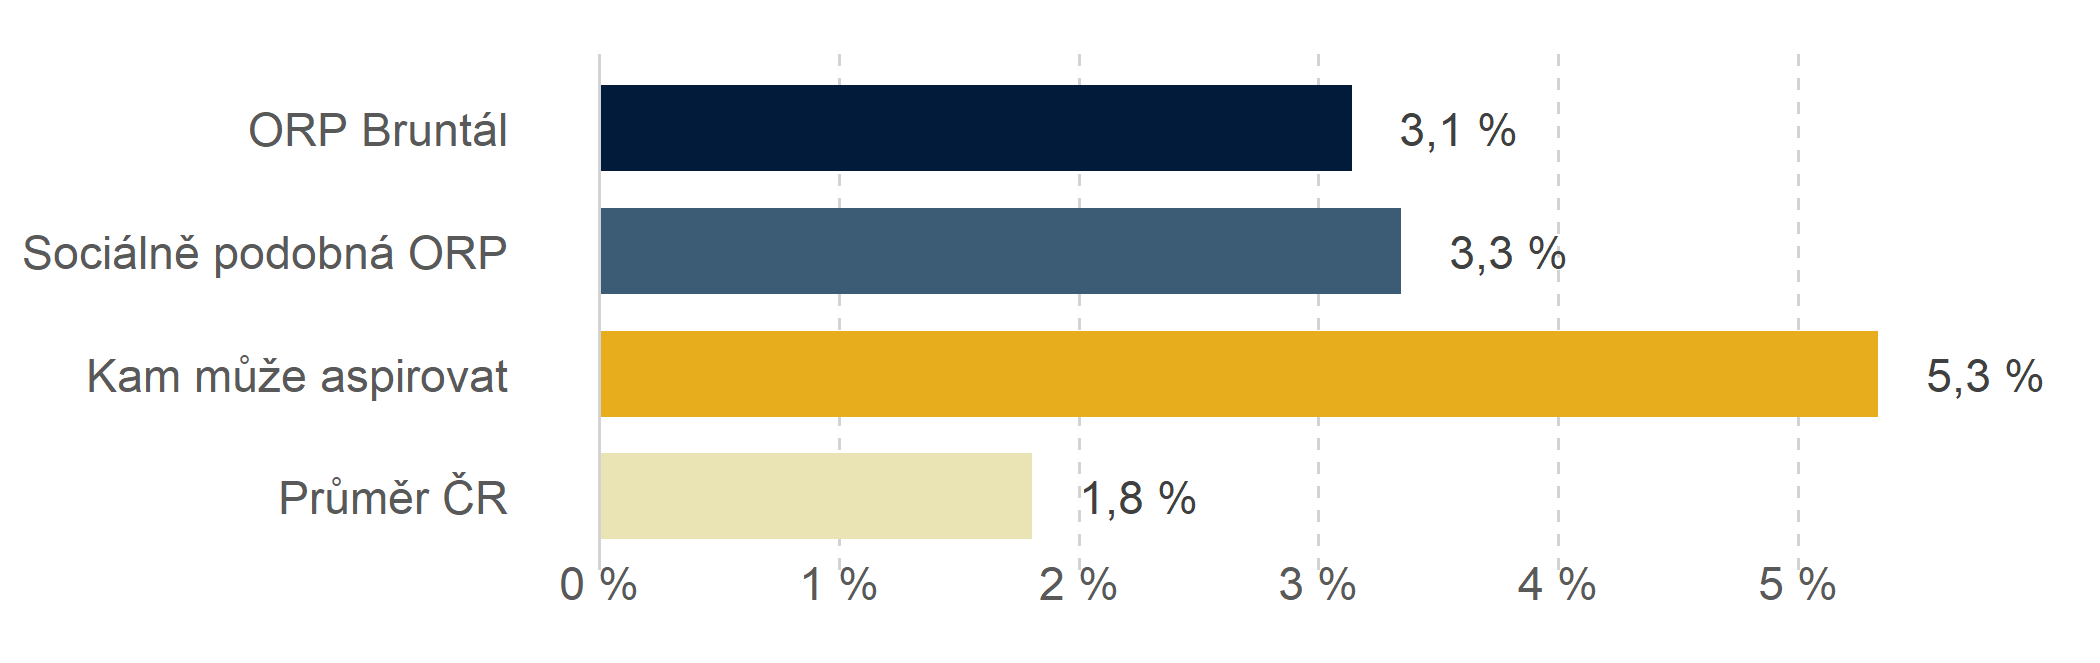 ORP Bruntál
3,1 %
Sociálně podobná ORP
3,3 %
Kam může aspirovat
5,3 %
Průměr ČR
1,8 %
0 % 1 % 2 % 3 % 4 % 5 %